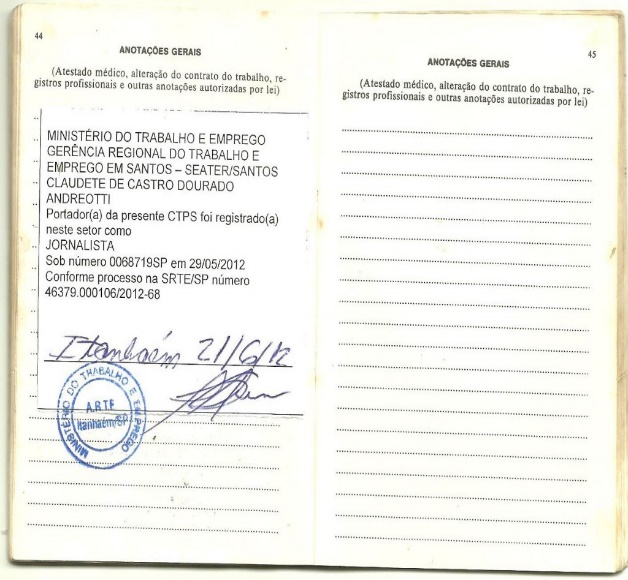 44
ANOTAÇÕES GERAIS
(Atestado médico, alteração do contrato do trabalho, re-
gistros profissionais e outras anotações autorizadas por lei)
MINISTÉRIO DO TRABALHO E EMPREGO
GERÊNCIA REGIONAL DO TRABALHO E
EMPREGO EM SANTOS – SEATER/SANTOS
CLAUDETE DE CASTRO DOURADO
ANDREOTTI
Portador(a) da presente CTPS foi registrado(a)
neste setor como
JORNALISTA
Sob número 0068719SP em 29/05/2012
Conforme processo na SRTE/SP número
46379.000106/2012-68
Itanhaém 21/6/12
MINISTÉRIO DO TRABALHO E EMPREGO
A.R.T.E
Itanhaém/SP
45
ANOTAÇÕES GERAIS
(Atestado médico, alteração do contrato do trabalho, re-
gistros profissionais e outras anotações autorizadas por lei)